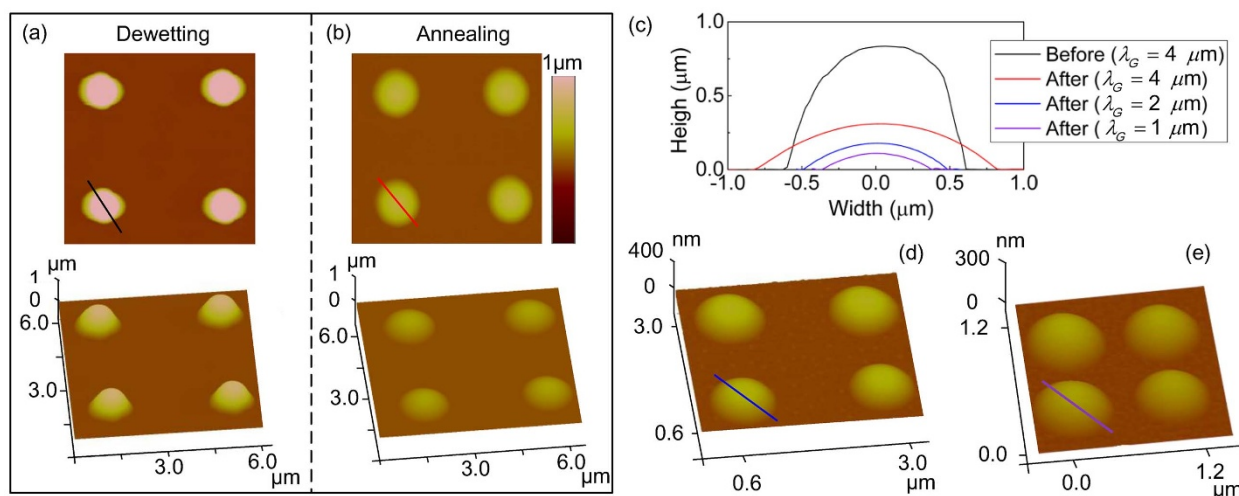 (a)
Dewetting
1μm
μm
1
0
6.0
3.0
3.0
6.0
μm
(b)
Annealing
μm
1
0
6.0
3.0
3.0
6.0
μm
(c)
1.0
0.5
0.0
Heigh (μm)
-1.0
-0.5
0.0
0.5
1.0
Width (μm)
Before (λG = 4 μm)
After (λG = 4 μm)
After (λG = 2 μm)
After (λG = 1 μm)
nm
400
0
3.0
0.6
0.6
3.0
μm
(d)
nm
300
0
1.2
0.0
0.0
1.2
μm
(e)